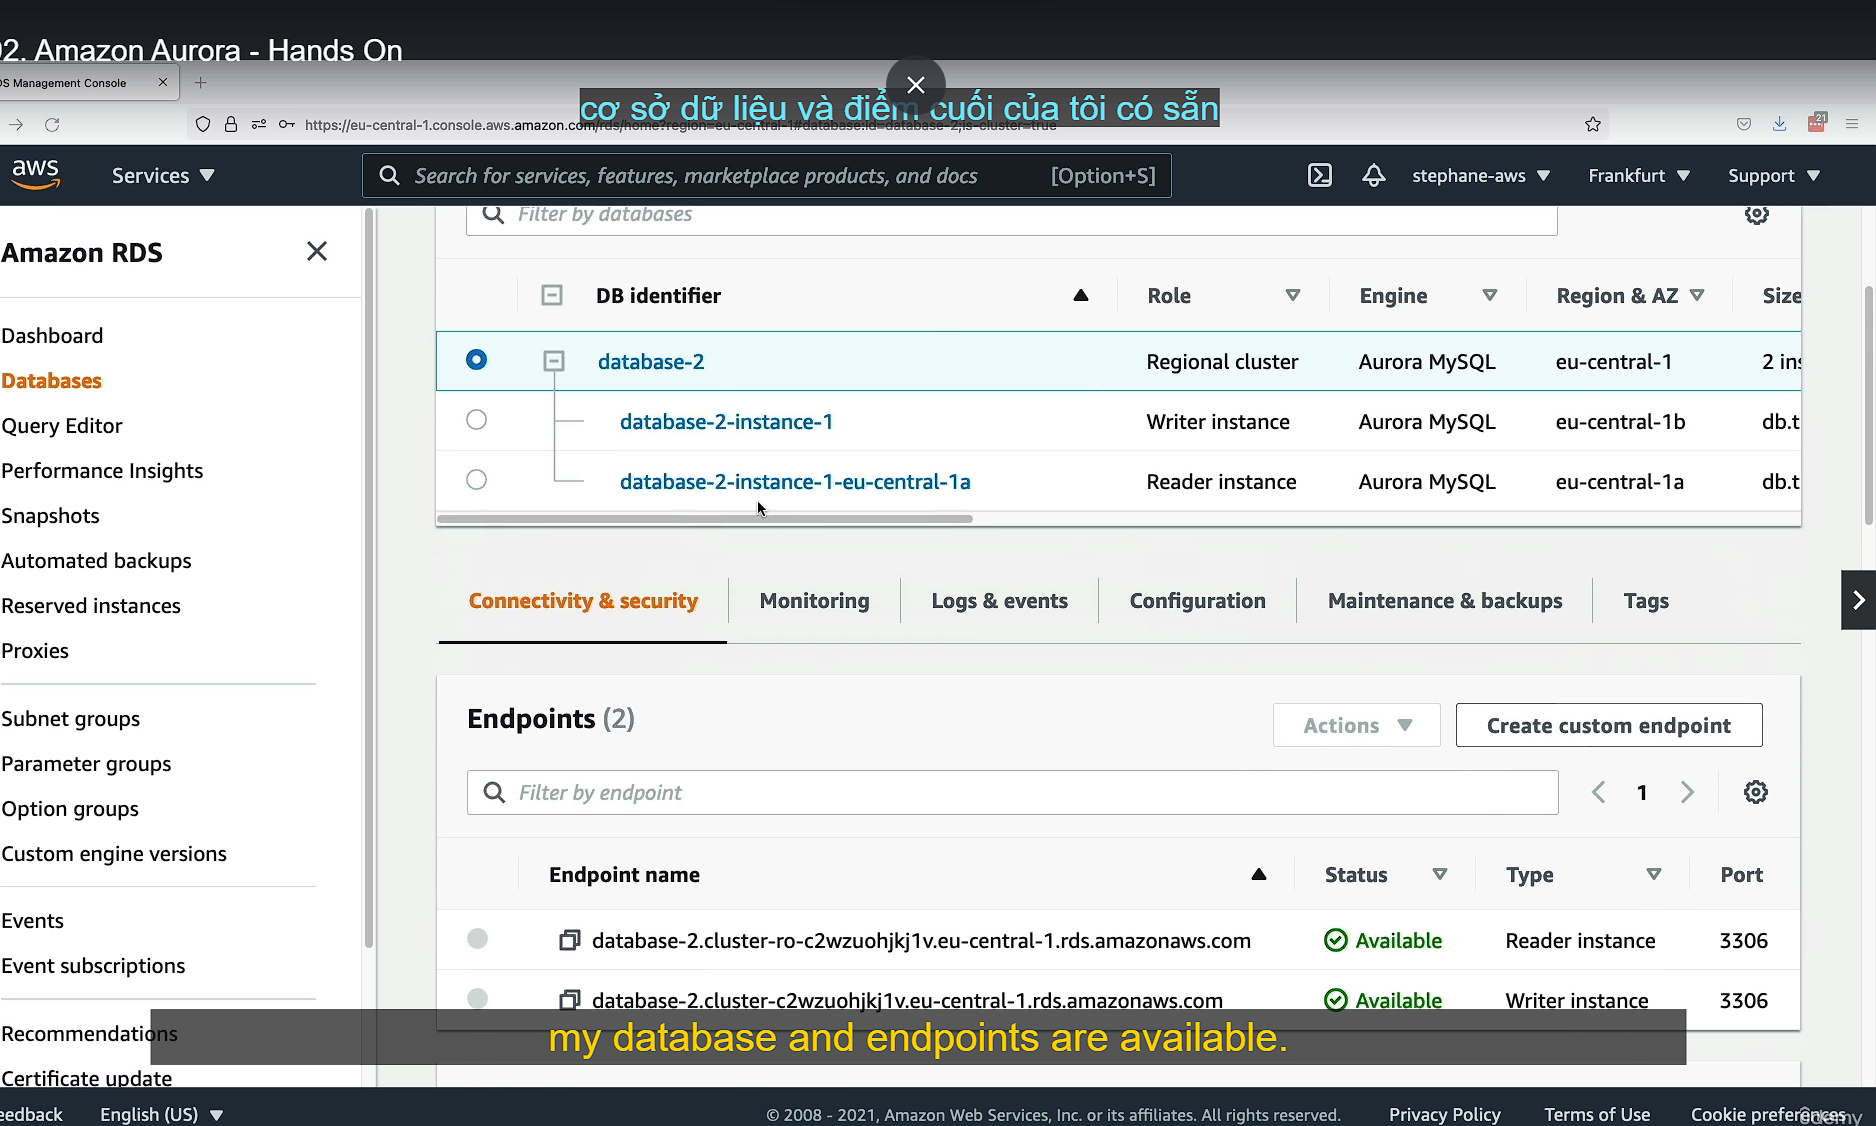 02. Amazon Aurora - Hands On
DS Management Console
cơ sở dữ liệu và điểm cuối của tôi có sẵn
https://eu-central-1.console.aws.amazon.com/rds/home?region=eu-central-1#database:id=database-2;is-cluster=true
21
aws
Services
Search for services, features, marketplace products, and docs
[Option+S]
stephane-aws
Frankfurt
Support
Amazon RDS
Dashboard
Databases
Query Editor
Performance Insights
Snapshots
Automated backups
Reserved instances
Proxies
Subnet groups
Parameter groups
Option groups
Custom engine versions
Events
Event subscriptions
Recommendations
Certificate update
Filter by databases
DB identifier Role Engine Region & AZ Size
database-2 Regional cluster Aurora MySQL eu-central-1 2 ins
database-2-instance-1 Writer instance Aurora MySQL eu-central-1b db.t
database-2-instance-1-eu-central-1a Reader instance Aurora MySQL eu-central-1a db.t
Connectivity & security Monitoring Logs & events Configuration Maintenance & backups Tags
Endpoints (2)
Actions
Create custom endpoint
Filter by endpoint
1
Endpoint name Status Type Port
database-2.cluster-ro-c2wzuohjkj1v.eu-central-1.rds.amazonaws.com Available Reader instance 3306
database-2.cluster-c2wzuohjkj1v.eu-central-1.rds.amazonaws.com Available Writer instance 3306
my database and endpoints are available.
eedback English (US) © 2008 - 2021, Amazon Web Services, Inc. or its affiliates. All rights reserved. Privacy Policy Terms of Use Cookie preferences
ûdemy